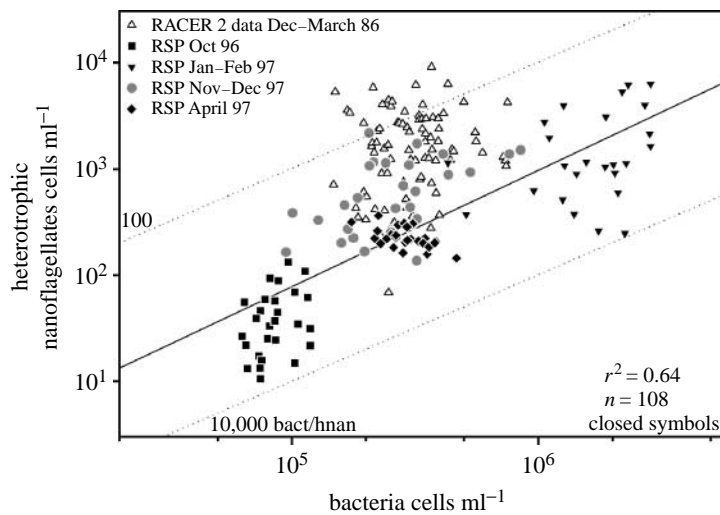 RACER 2 data Dec–March 86
RSP Oct 96
RSP Jan–Feb 97
RSP Nov–Dec 97
RSP April 97
10⁴
10³
10²
10¹
100
heterotrophic
nanoflagellates cells ml⁻¹
10,000 bact/hnan
r² = 0.64
n = 108
closed symbols
10⁵
10⁶
bacteria cells ml⁻¹